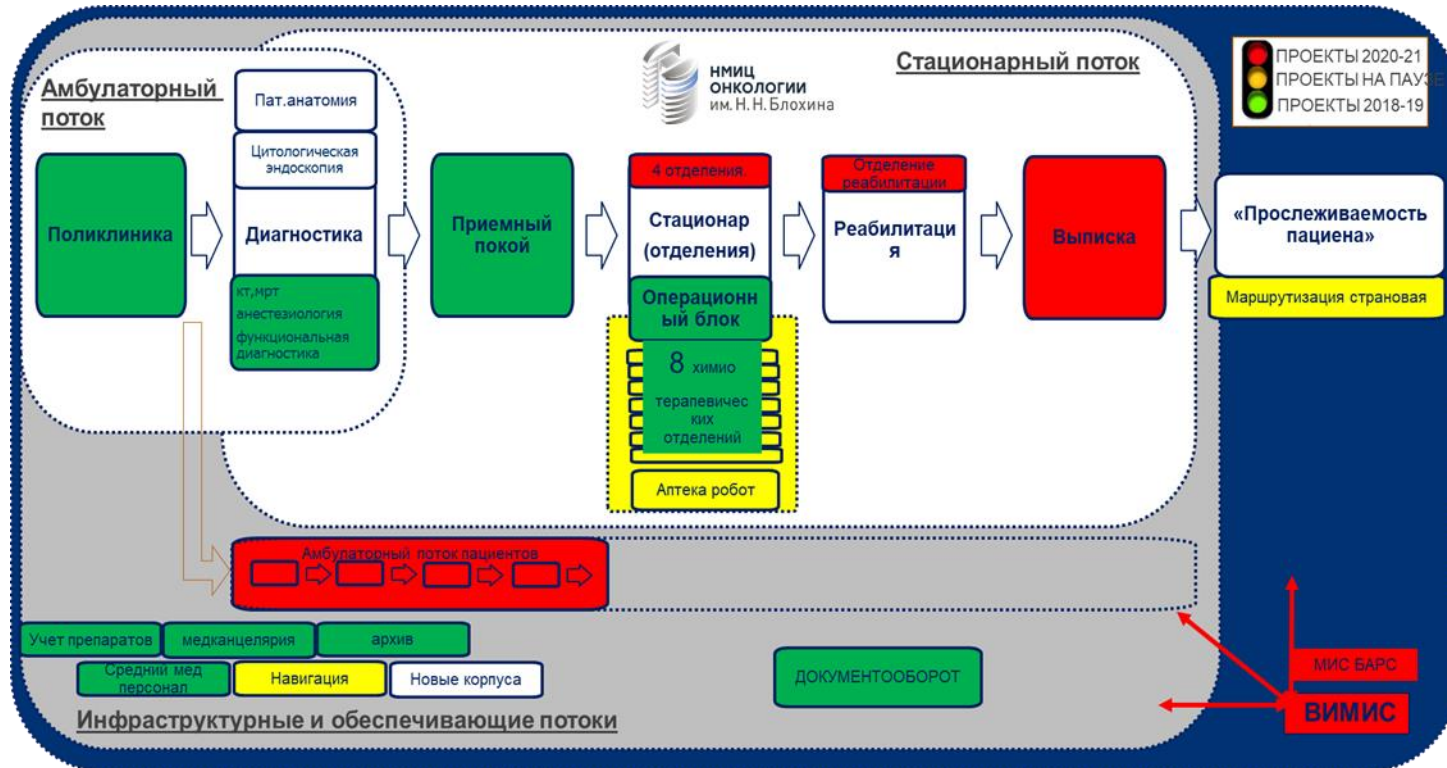 Амбулаторный
поток
Пат.анатомия
Цитологическая
эндоскопия
НМИЦ
ОНКОЛОГИИ
им. Н. Н. Блохина
Стационарный поток
ПРОЕКТЫ 2020-21
ПРОЕКТЫ НА ПАУЗЕ
ПРОЕКТЫ 2018-19
Поликлиника
Диагностика
кт,мрт
анестезиология
функциональная
диагностика
Приемный
покой
4 отделения.
Стационар
(отделения)
Операционн
ый блок
8 химио
терапевичес
ких
отделений
Аптека робот
Отделение
реабилитации
Реабилитаци
я
Выписка
«Прослеживаемость
пациена»
Маршрутизация страновая
Амбулаторный поток пациентов
Учет препаратов
медканцелярия
архив
Средний мед
персонал
Навигация
Новые корпуса
ДОКУМЕНТООБОРОТ
МИС БАРС
ВИМИС
Инфраструктурные и обеспечивающие потоки